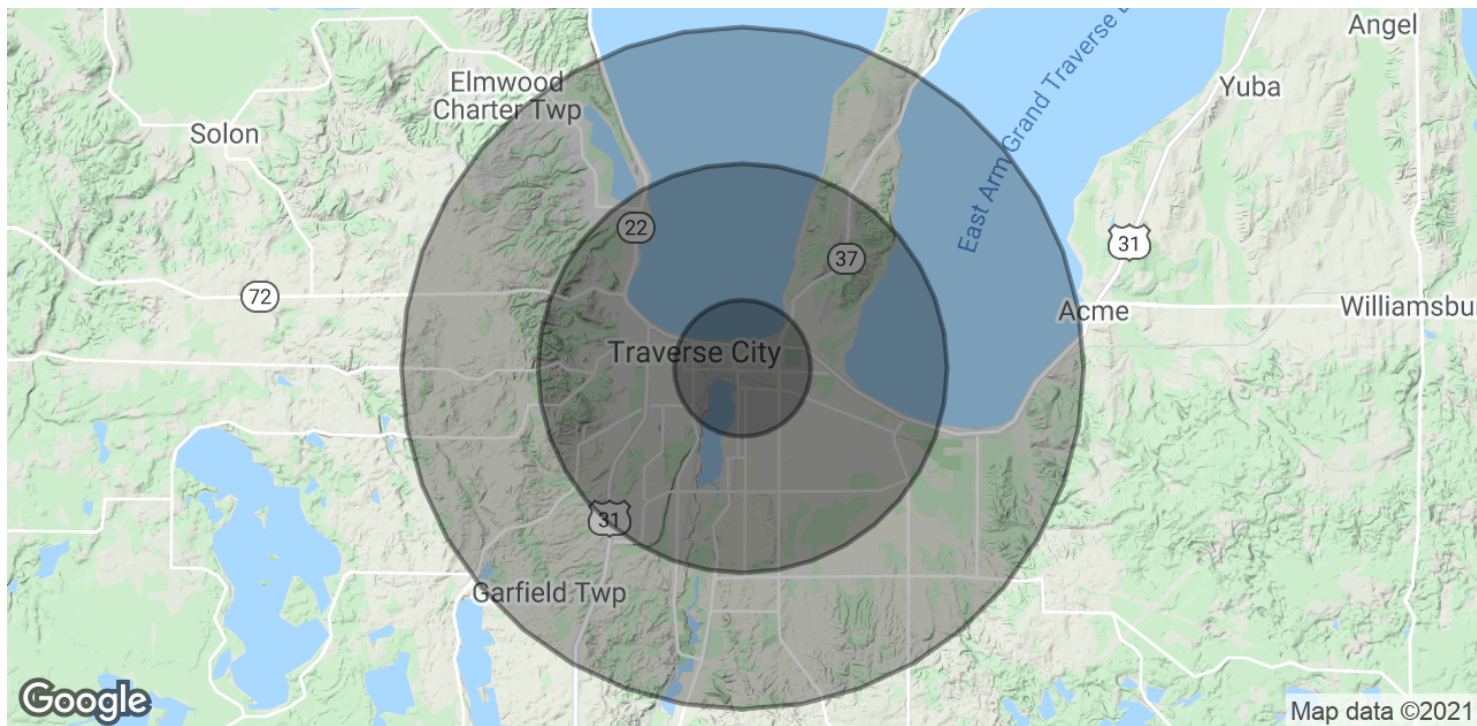 Angel
Elmwood
Charter Twp
Yuba
Solon
East Arm Grand Traverse
22
31
37
72
Acme
Williamsbu
Traverse City
31
Garfield Twp
Google
Map data ©2021